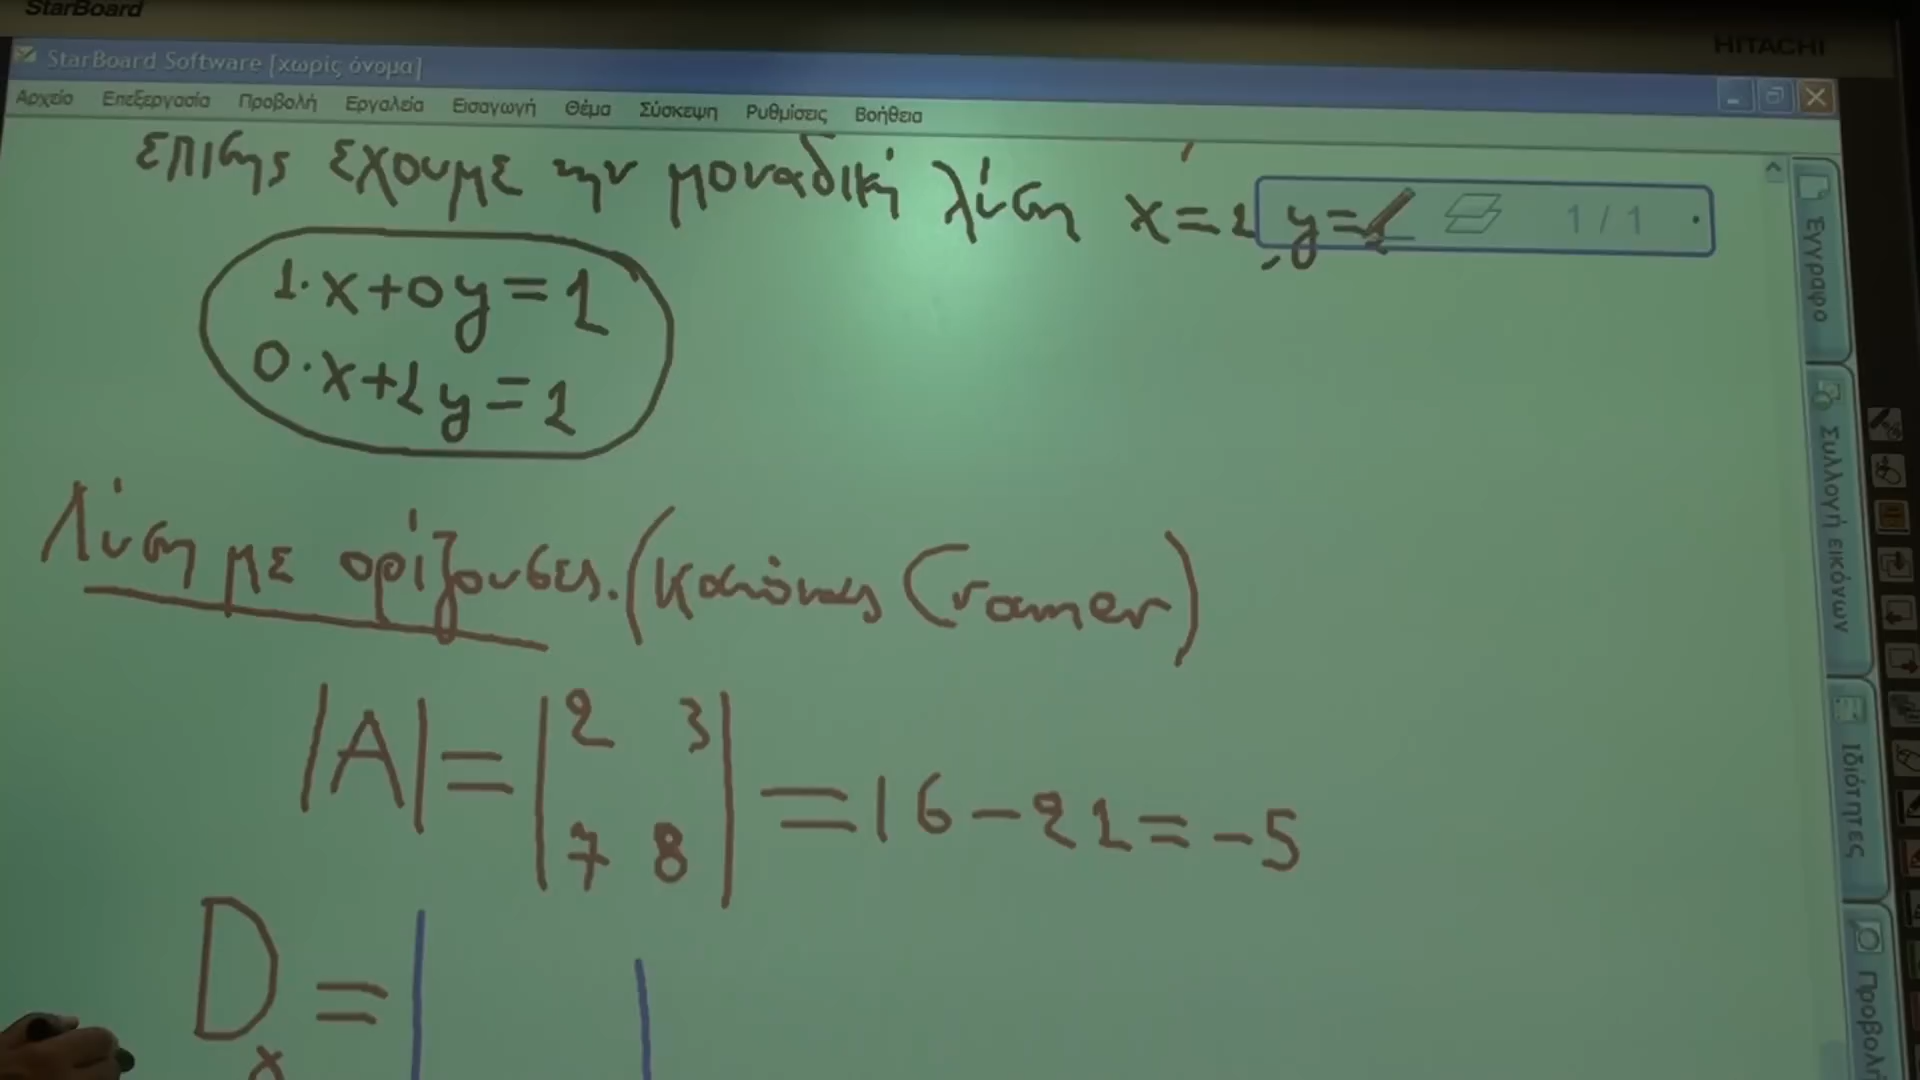 StarBoard
HITACHI
StarBoard Software [χωρίς όνομα]
Αρχείο Επεξεργασία Προβολή Εργαλεία Εισαγωγή Θέμα Σύσκεψη Ρυθμίσεις Βοήθεια
επίσης έχουμε την μοναδική λύση x=1, y=1
1/1
1·x+0y=1
0·x+1y=1
Λύση με ορίζουσες. (Κανόνας Cramer)
|A|=|2 3
7 8|=16-21=-5
Dx=| |
Έγγραφο
Συλλογή εικόνων
Ιδιότητες
Προβολή